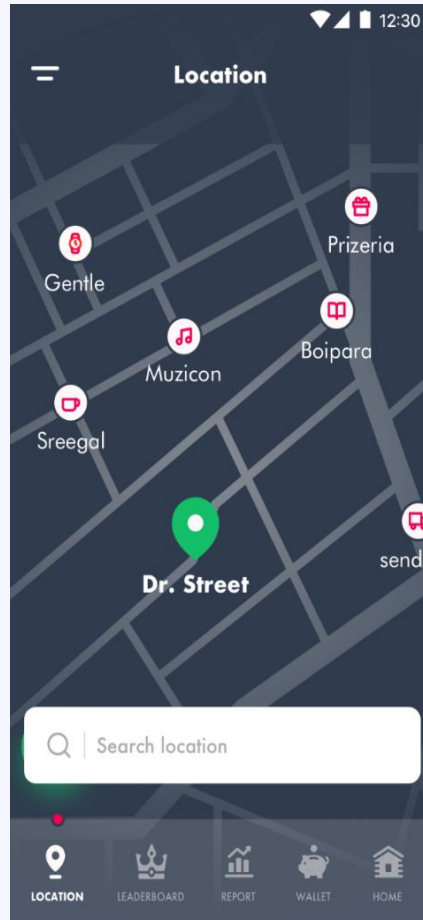 12:30
Location
Prizeria
Gentle
Boipara
Muzicon
Sreegal
send
Dr. Street
Search location
LOCATION LEADERBOARD REPORT WALLET HOME